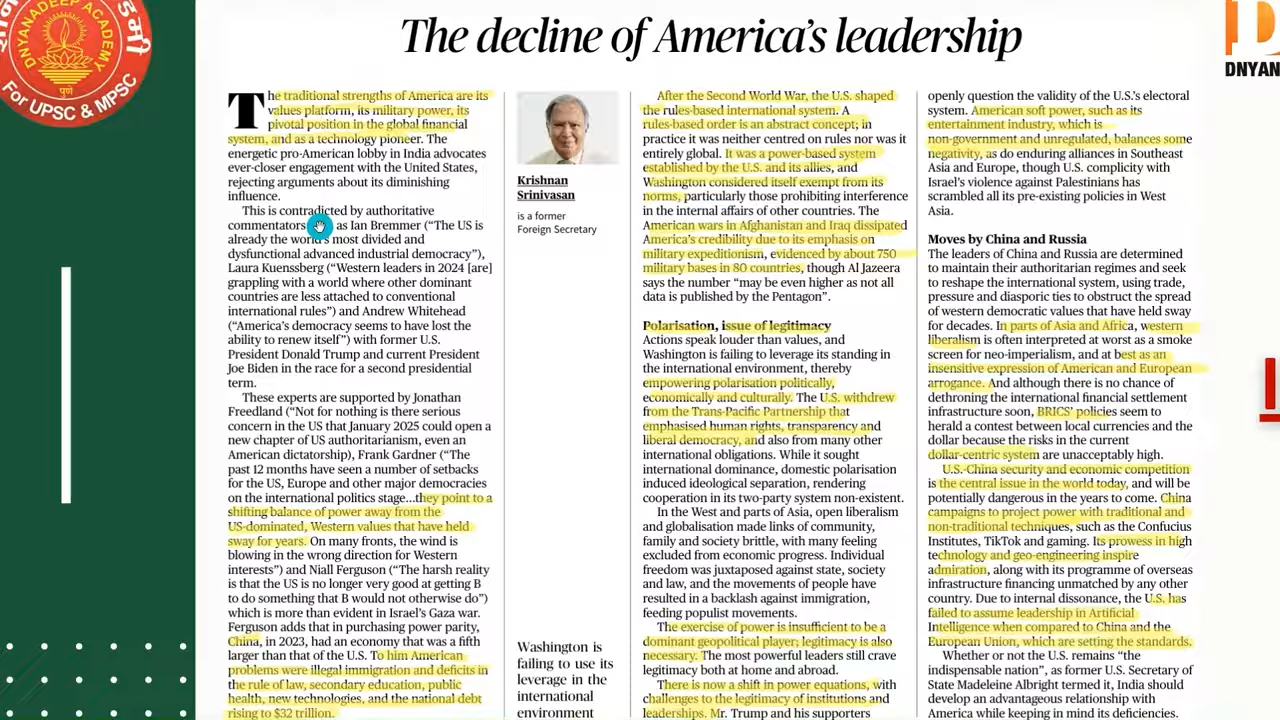 DNYANADEEP ACADEMY
पुणे
For UPSC & MPSC
DNYAN
The decline of America's leadership
The traditional strengths of America are its
values platform, its military power, its
pivotal position in the global financial
system, and as a technology pioneer. The
energetic pro-American lobby in India advocates
ever-closer engagement with the United States,
rejecting arguments about its diminishing
influence.
This is contradicted by authoritative
commentators as Ian Bremmer (“The US is
already the world's most divided and
dysfunctional advanced industrial democracy”),
Laura Kuenssberg (“Western leaders in 2024 [are]
grappling with a world where other dominant
countries are less attached to conventional
international rules”) and Andrew Whitehead
(“America's democracy seems to have lost the
ability to renew itself”) with former U.S.
President Donald Trump and current President
Joe Biden in the race for a second presidential
term.
These experts are supported by Jonathan
Freedland (“Not for nothing is there serious
concern in the US that January 2025 could open a
new chapter of US authoritarianism, even an
American dictatorship), Frank Gardner (“The
past 12 months have seen a number of setbacks
for the US, Europe and other major democracies
on the international politics stage...they point to a
shifting balance of power away from the
US-dominated, Western values that have held
sway for years. On many fronts, the wind is
blowing in the wrong direction for Western
interests”) and Niall Ferguson (“The harsh reality
is that the US is no longer very good at getting B
to do something that B would not otherwise do”)
which is more than evident in Israel's Gaza war.
Ferguson adds that in purchasing power parity,
China, in 2023, had an economy that was a fifth
larger than that of the U.S. To him American
problems were illegal immigration and deficits in
the rule of law, secondary education, public
health, new technologies, and the national debt
rising to $32 trillion.
Krishnan
Srinivasan
is a former
Foreign Secretary
Washington is
failing to use its
leverage in the
international
environment
After the Second World War, the U.S. shaped
the rules-based international system. A
rules-based order is an abstract concept; in
practice it was neither centred on rules nor was it
entirely global. It was a power-based system
established by the U.S. and its allies, and
Washington considered itself exempt from its
norms, particularly those prohibiting interference
in the internal affairs of other countries. The
American wars in Afghanistan and Iraq dissipated
America's credibility due to its emphasis on
military expeditionism, evidenced by about 750
military bases in 80 countries, though Al Jazeera
says the number “may be even higher as not all
data is published by the Pentagon”.
Polarisation, issue of legitimacy
Actions speak louder than values, and
Washington is failing to leverage its standing in
the international environment, thereby
empowering polarisation politically,
economically and culturally. The U.S. withdrew
from the Trans-Pacific Partnership that
emphasised human rights, transparency and
liberal democracy, and also from many other
international obligations. While it sought
international dominance, domestic polarisation
induced ideological separation, rendering
cooperation in its two-party system non-existent.
In the West and parts of Asia, open liberalism
and globalisation made links of community,
family and society brittle, with many feeling
excluded from economic progress. Individual
freedom was juxtaposed against state, society
and law, and the movements of people have
resulted in a backlash against immigration,
feeding populist movements.
The exercise of power is insufficient to be a
dominant geopolitical player; legitimacy is also
necessary. The most powerful leaders still crave
legitimacy both at home and abroad.
There is now a shift in power equations, with
challenges to the legitimacy of institutions and
leaderships. Mr. Trump and his supporters
openly question the validity of the U.S.'s electoral
system. American soft power, such as its
entertainment industry, which is
non-government and unregulated, balances some
negativity, as do enduring alliances in Southeast
Asia and Europe, though U.S. complicity with
Israel's violence against Palestinians has
scrambled all its pre-existing policies in West
Asia.
Moves by China and Russia
The leaders of China and Russia are determined
to maintain their authoritarian regimes and seek
to reshape the international system, using trade,
pressure and diasporic ties to obstruct the spread
of western democratic values that have held sway
for decades. In parts of Asia and Africa, western
liberalism is often interpreted at worst as a smoke
screen for neo-imperialism, and at best as an
insensitive expression of American and European
arrogance. And although there is no chance of
dethroning the international financial settlement
infrastructure soon, BRICS' policies seem to
herald a contest between local currencies and the
dollar because the risks in the current
dollar-centric system are unacceptably high.
U.S.-China security and economic competition
is the central issue in the world today, and will be
potentially dangerous in the years to come. China
campaigns to project power with traditional and
non-traditional techniques, such as the Confucius
Institutes, TikTok and gaming. Its prowess in high
technology and geo-engineering inspire
admiration, along with its programme of overseas
infrastructure financing unmatched by any other
country. Due to internal dissonance, the U.S. has
failed to assume leadership in Artificial
Intelligence when compared to China and the
European Union, which are setting the standards.
Whether or not the U.S. remains “the
indispensable nation”, as former U.S. Secretary of
State Madeleine Albright termed it, India should
develop an advantageous relationship with
America while keeping in mind its deficiencies.